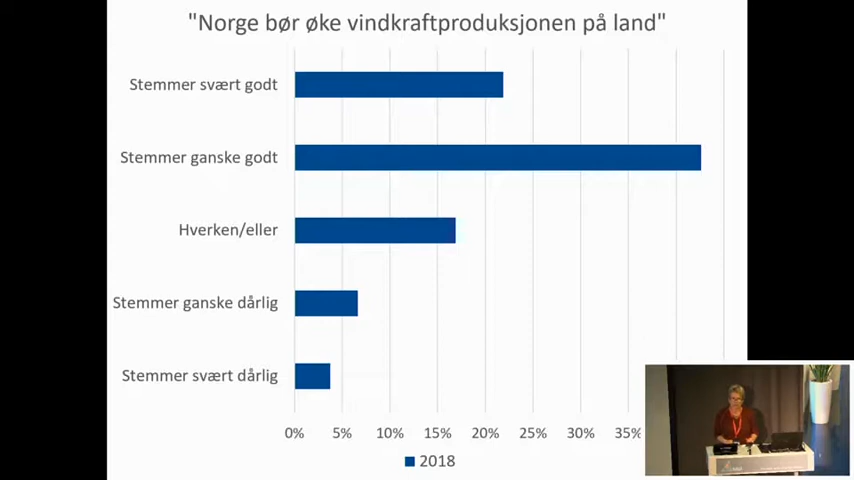 "Norge bør øke vindkraftproduksjonen på land"
Stemmer svært godt
Stemmer ganske godt
Hverken/eller
Stemmer ganske dårlig
Stemmer svært dårlig
0% 5% 10% 15% 20% 25% 30% 35%
2018